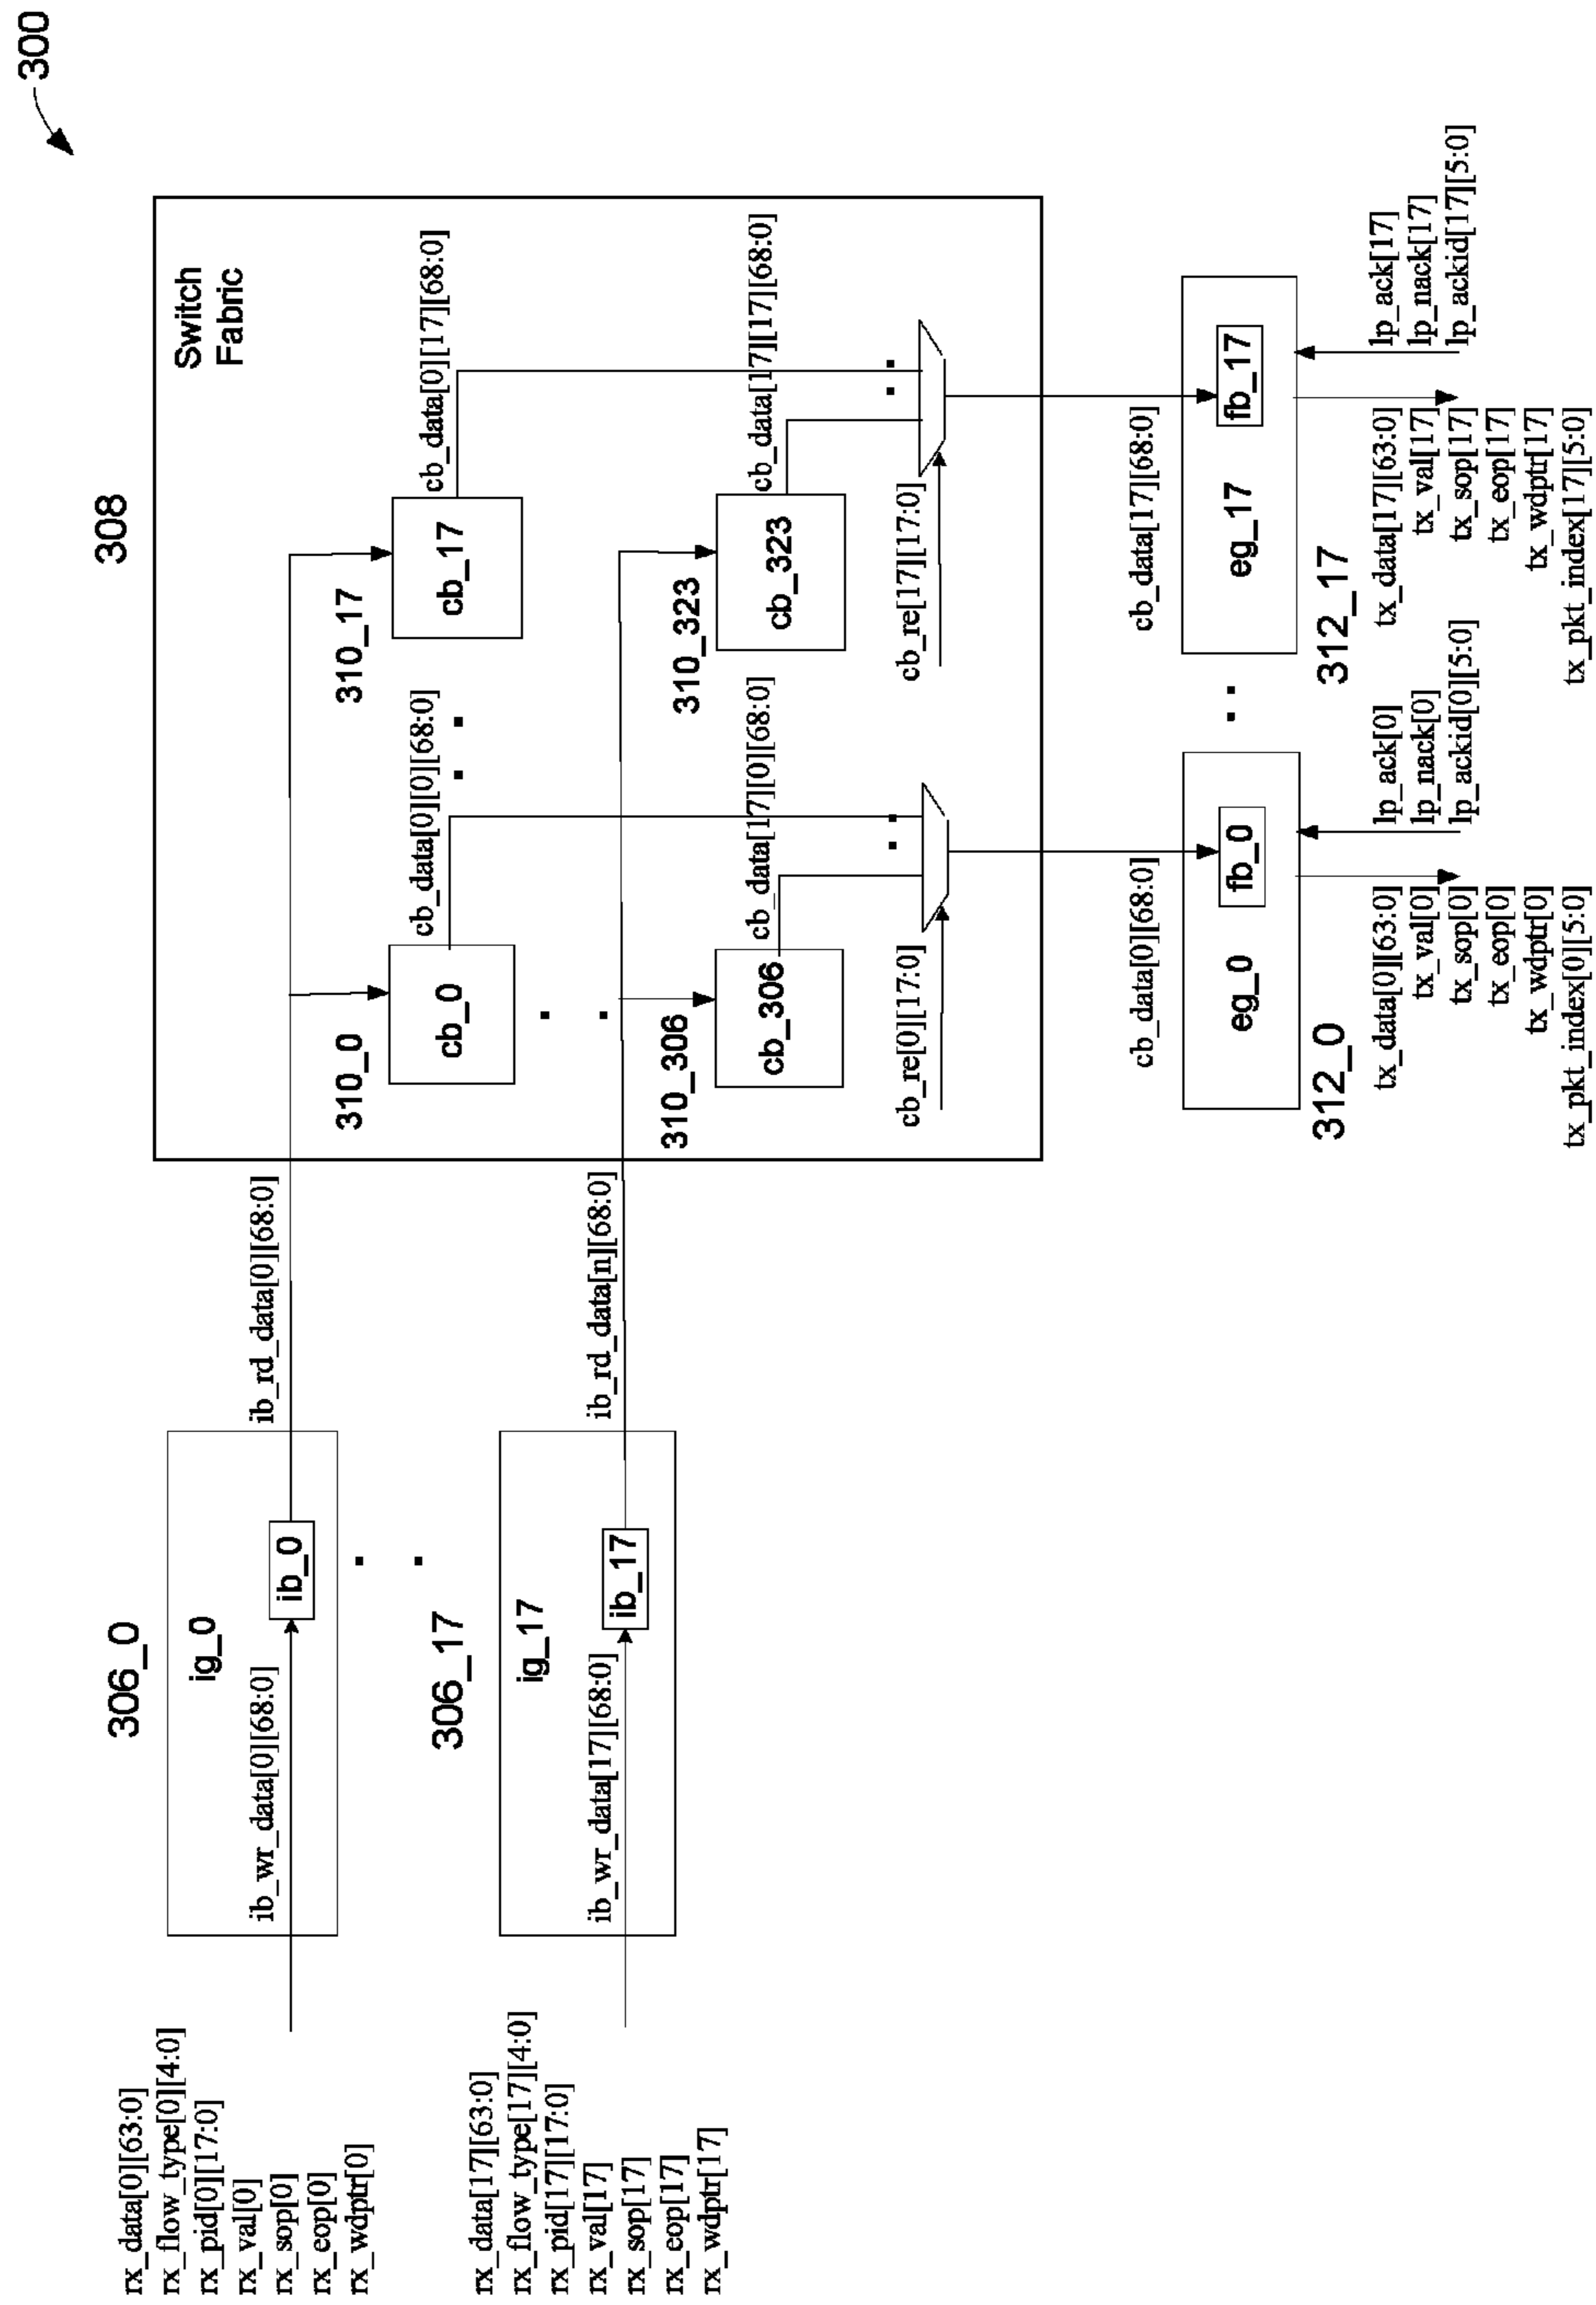 300
306_0
ig_0
ib_wr_data[0][68:0]
ib_0
rx_data[0][63:0]
rx_flow_type[0][4:0]
rx_pid[0][17:0]
rx_val[0]
rx_sop[0]
rx_eop[0]
rx_wdptr[0]
ib_rd_data[0][68:0]
306_17
ig_17
ib_wr_data[17][68:0]
ib_17
rx_data[17][63:0]
rx_flow_type[17][4:0]
rx_pid[17][17:0]
rx_val[17]
rx_sop[17]
rx_eop[17]
rx_wdptr[17]
ib_rd_data[n][68:0]
308
Switch
Fabric
310_0
cb_0
cb_data[0][0][68:0]
310_17
cb_17
cb_data[0][17][68:0]
310_306
cb_306
cb_data[17][0][68:0]
310_323
cb_323
cb_data[17][17][68:0]
cb_re[0][17:0]
cb_re[17][17:0]
cb_data[0][68:0]
cb_data[17][68:0]
eg_0
fb_0
312_0
eg_17
fb_17
312_17
tx_data[0][63:0]
tx_val[0]
tx_sop[0]
tx_eop[0]
tx_wdptr[0]
tx_pkt_index[0][5:0]
lp_ack[0]
lp_nack[0]
lp_ackid[0][5:0]
tx_data[17][63:0]
tx_val[17]
tx_sop[17]
tx_eop[17]
tx_wdptr[17]
tx_pkt_index[17][5:0]
lp_ack[17]
lp_nack[17]
lp_ackid[17][5:0]